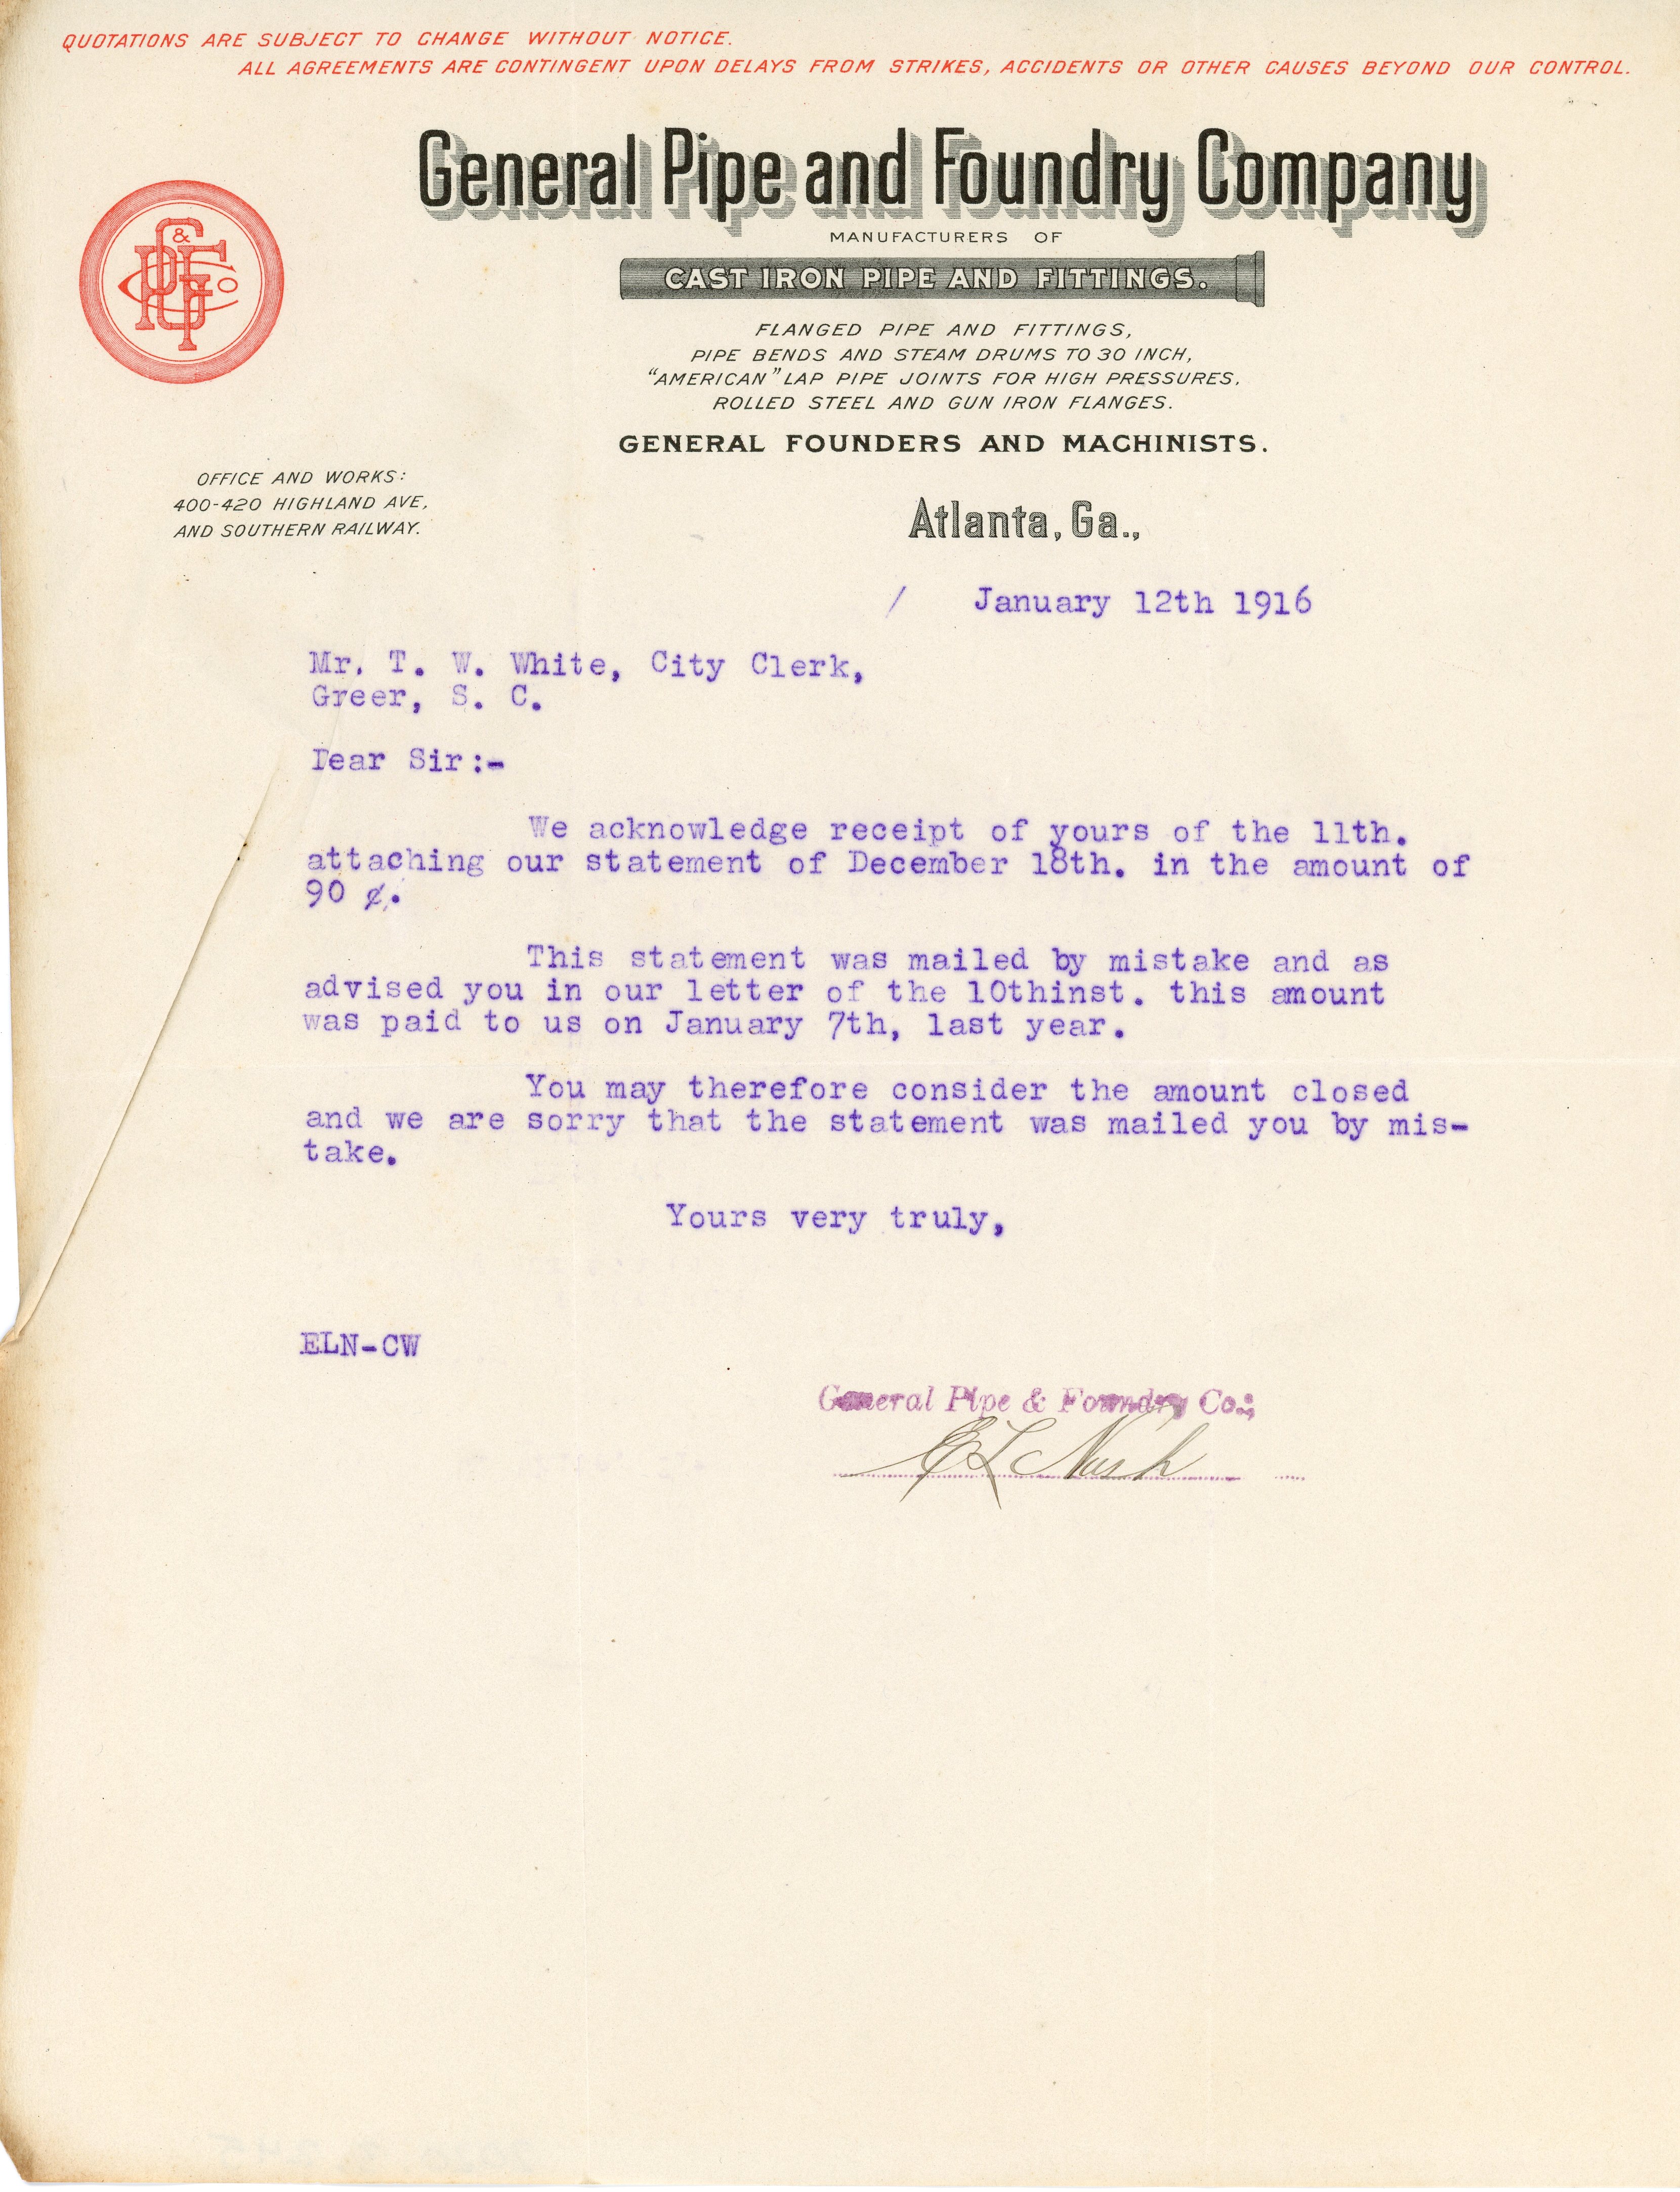 QUOTATIONS ARE SUBJECT TO CHANGE WITHOUT NOTICE.
ALL AGREEMENTS ARE CONTINGENT UPON DELAYS FROM STRIKES, ACCIDENTS OR OTHER CAUSES BEYOND OUR CONTROL.
General Pipe and Foundry Company
MANUFACTURERS OF
CAST IRON PIPE AND FITTINGS.
FLANGED PIPE AND FITTINGS,
PIPE BENDS AND STEAM DRUMS TO 30 INCH,
"AMERICAN" LAP PIPE JOINTS FOR HIGH PRESSURES,
ROLLED STEEL AND GUN IRON FLANGES.
GENERAL FOUNDERS AND MACHINISTS.
OFFICE AND WORKS:
400-420 HIGHLAND AVE,
AND SOUTHERN RAILWAY.
Atlanta, Ga.,
/ January 12th 1916
Mr. T. W. White, City Clerk,
Greer, S. C.
Dear Sir:-
We acknowledge receipt of yours of the 11th.
attaching our statement of December 18th. in the amount of
90 ¢.
This statement was mailed by mistake and as
advised you in our letter of the 10thinst. this amount
was paid to us on January 7th, last year.
You may therefore consider the amount closed
and we are sorry that the statement was mailed you by mis-
take.
Yours very truly,
ELN-CW
General Pipe & Foundry Co.,
E L Nash